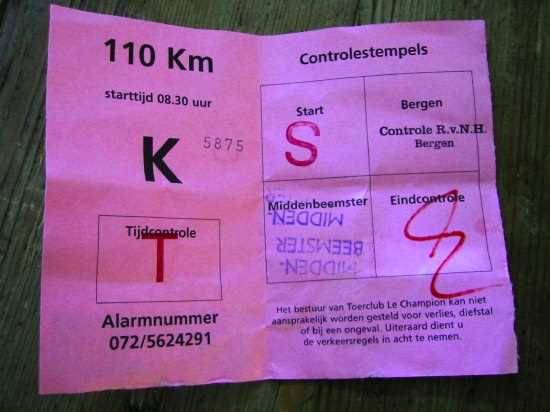 110 Km
starttijd 08.30 uur
K 5875
Tijdcontrole
T
Alarmnummer
072/5624291
Controlestempels
Start
S
Bergen
Controle R.v.N.H.
Bergen
Middenbeemster
MIDDEN-
BEEMSTER
MIDDEN-
Eindcontrole
Het bestuur van Toerclub Le Champion kan niet
aansprakelijk worden gesteld voor verlies, diefstal
of bij een ongeval. Uiteraard dient u
de verkeersregels in acht te nemen.